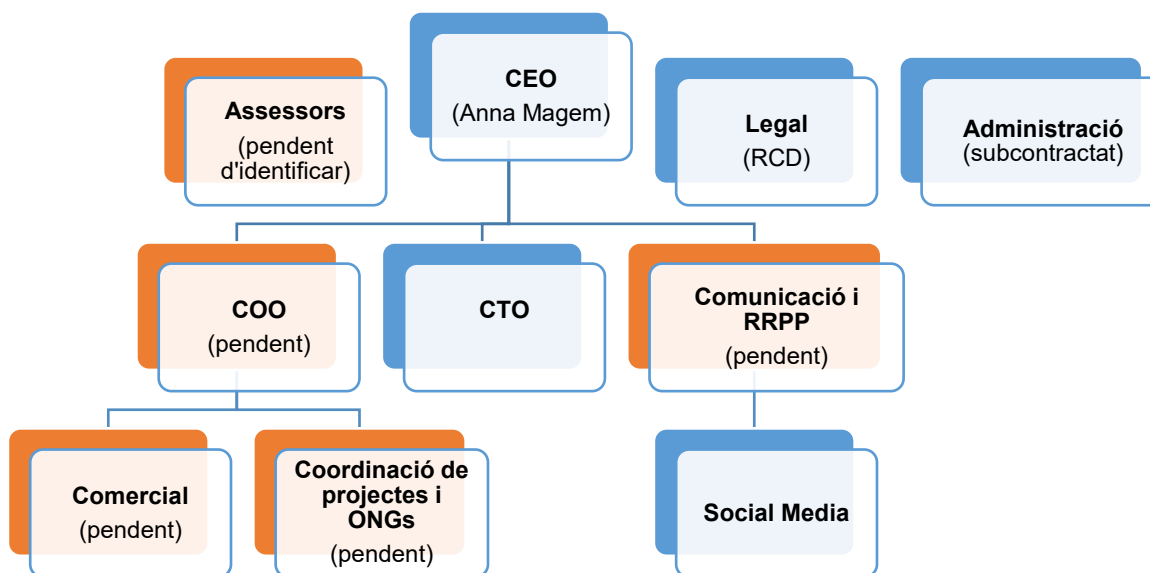 CEO
(Anna Magem)
Assessors
(pendent
d'identificar)
Legal
(RCD)
Administració
(subcontractat)
COO
(pendent)
CTO
Comunicació i
RRPP
(pendent)
Comercial
(pendent)
Coordinació de
projectes i
ONGs
(pendent)
Social Media